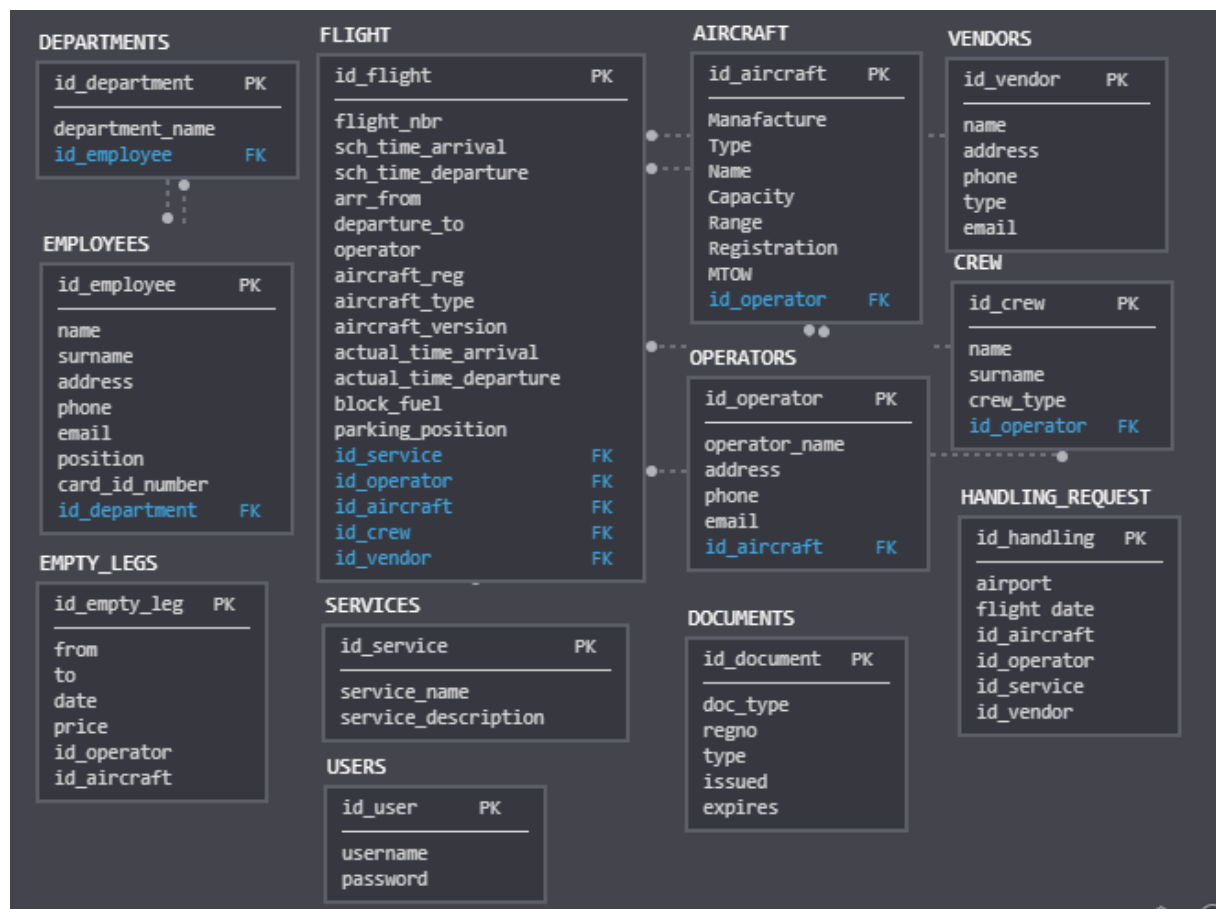 DEPARTMENTS
id_department PK
department_name
id_employee FK
EMPLOYEES
id_employee PK
name
surname
address
phone
email
position
card_id_number
id_department FK
EMPTY_LEGS
id_empty_leg PK
from
to
date
price
id_operator
id_aircraft
FLIGHT
id_flight PK
flight_nbr
sch_time_arrival
sch_time_departure
arr_from
departure_to
operator
aircraft_reg
aircraft_type
aircraft_version
actual_time_arrival
actual_time_departure
block_fuel
parking_position
id_service FK
id_operator FK
id_aircraft FK
id_crew FK
id_vendor FK
SERVICES
id_service PK
service_name
service_description
USERS
id_user PK
username
password
AIRCRAFT
id_aircraft PK
Manafacture
Type
Name
Capacity
Range
Registration
MTOW
id_operator FK
OPERATORS
id_operator PK
operator_name
address
phone
email
id_aircraft FK
DOCUMENTS
id_document PK
doc_type
regno
type
issued
expires
VENDORS
id_vendor PK
name
address
phone
type
email
CREW
id_crew PK
name
surname
crew_type
id_operator FK
HANDLING_REQUEST
id_handling PK
airport
flight date
id_aircraft
id_operator
id_service
id_vendor